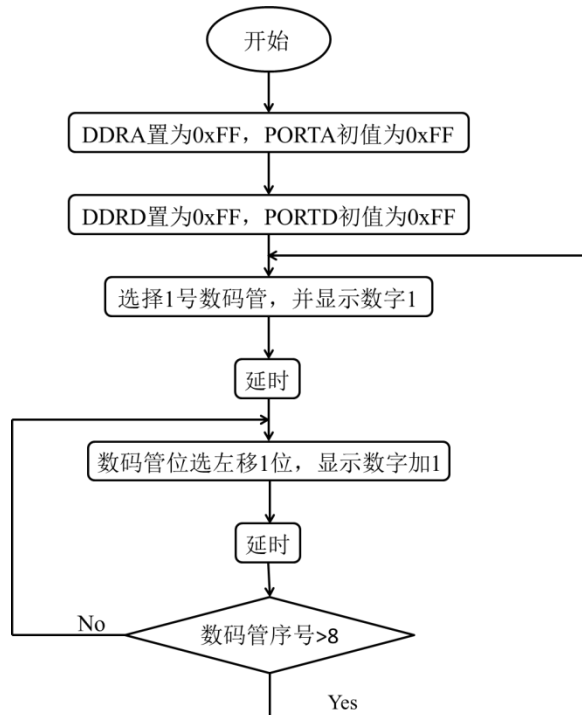 开始
DDRA置为0xFF，PORTA初值为0xFF
DDRD置为0xFF，PORTD初值为0xFF
选择1号数码管，并显示数字1
延时
数码管位选左移1位，显示数字加1
延时
No
数码管序号>8
Yes